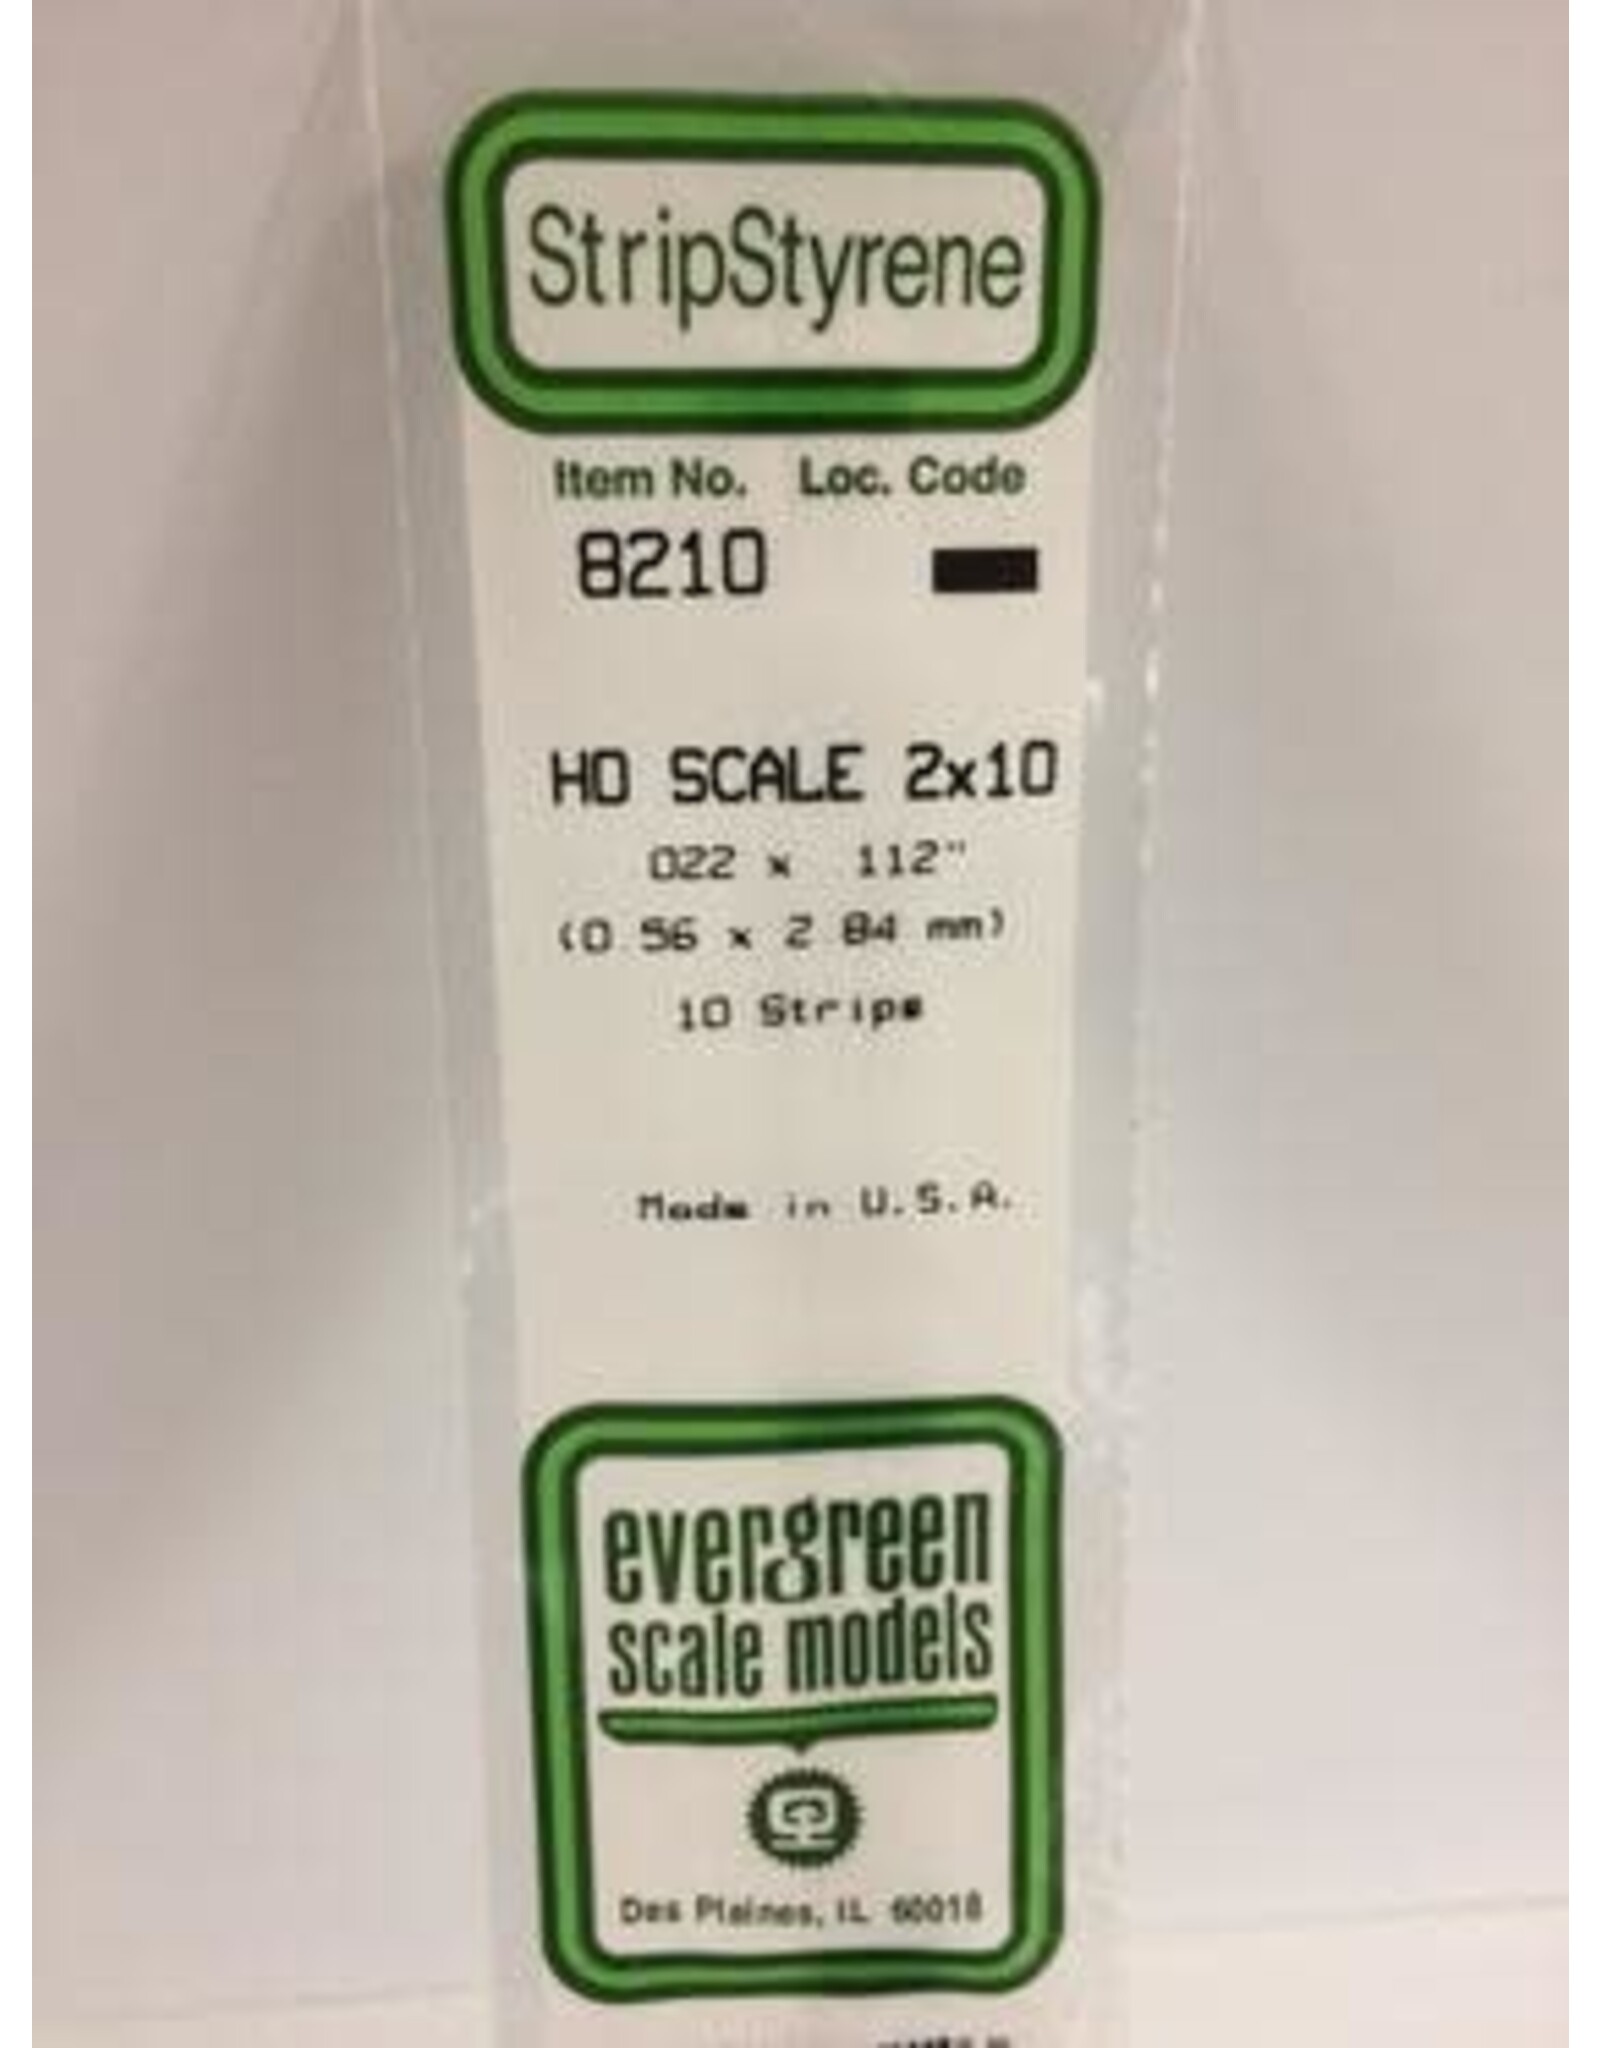 StripStyrene
Item No. Loc. Code
8210
HO SCALE 2x10
022 x 112"
(0 56 x 2 84 mm)
10 Strips
Made in U.S.A.
evergreen
scale models
Des Plaines, IL 60018